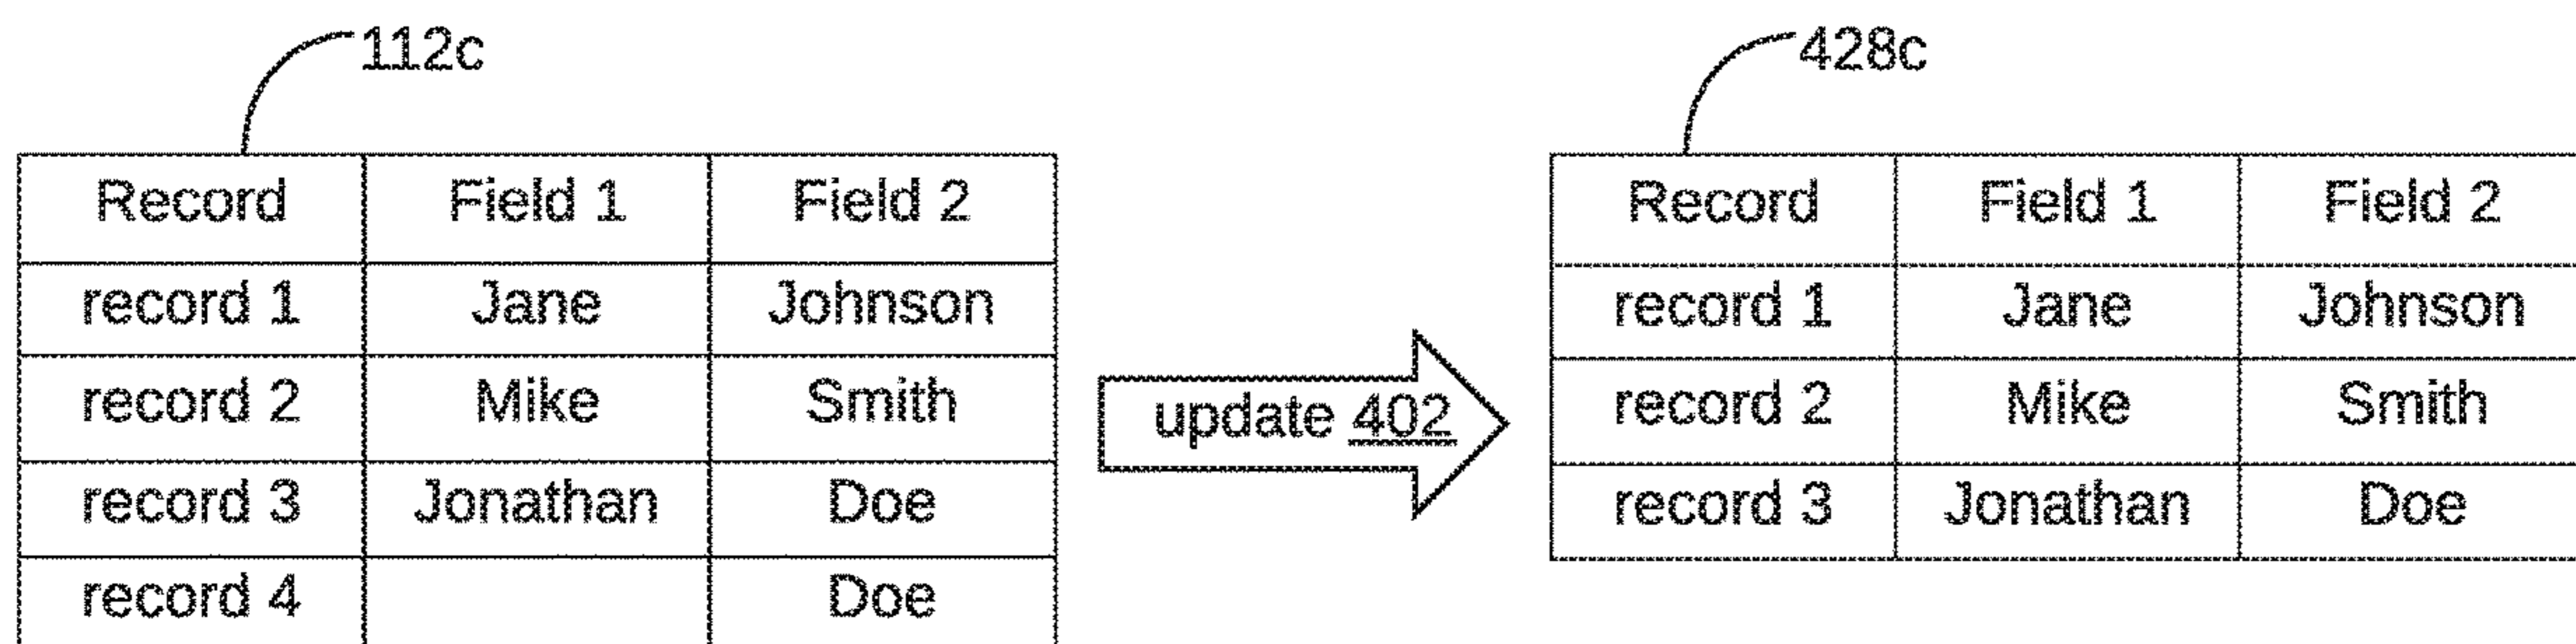 112c
Record Field 1 Field 2
record 1 Jane Johnson
record 2 Mike Smith
record 3 Jonathan Doe
record 4 Doe
update 402
428c
Record Field 1 Field 2
record 1 Jane Johnson
record 2 Mike Smith
record 3 Jonathan Doe